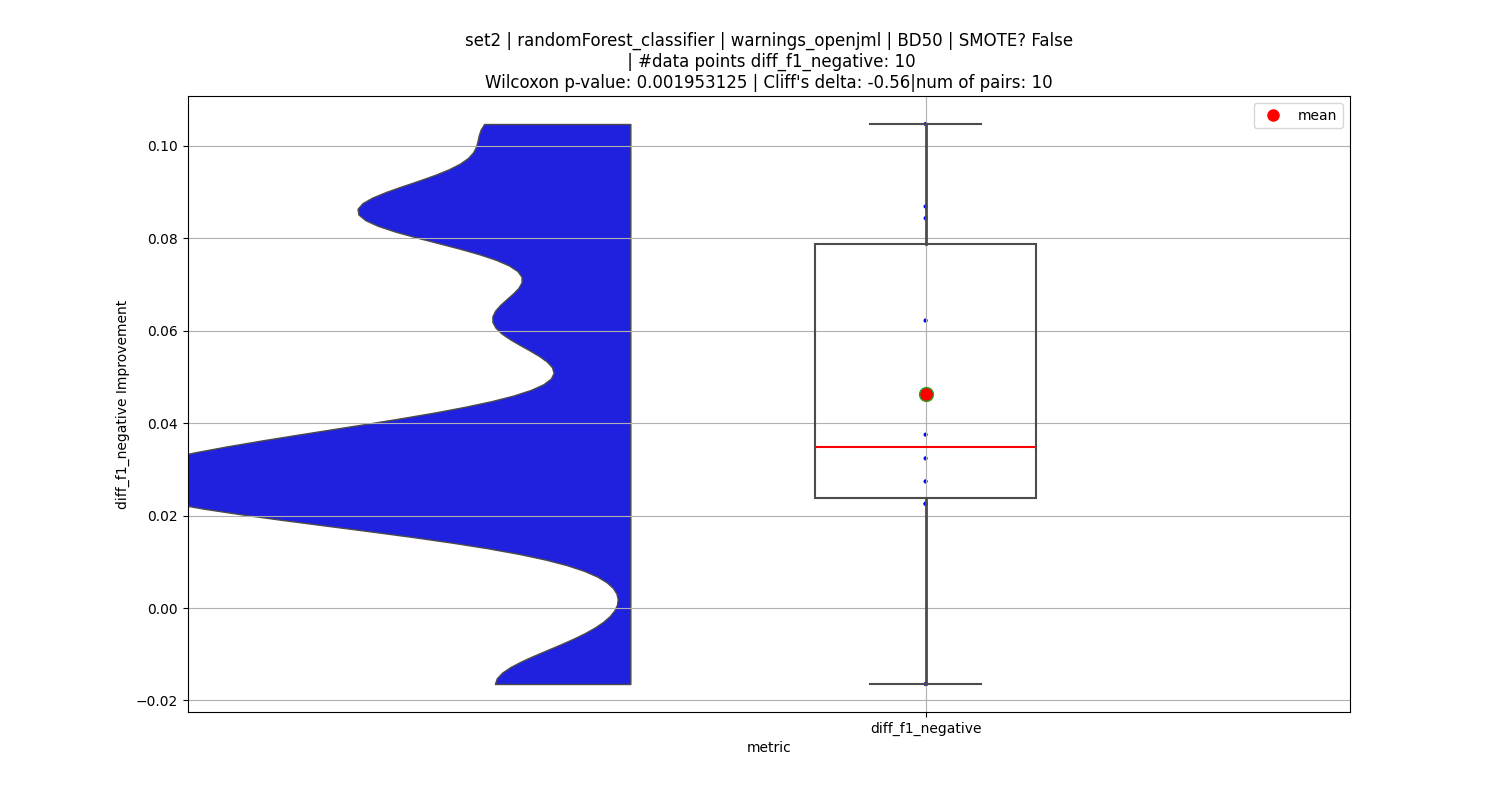 set2 | randomForest_classifier | warnings_openjml | BD50 | SMOTE? False
| #data points diff_f1_negative: 10
Wilcoxon p-value: 0.001953125 | Cliff's delta: -0.56|num of pairs: 10
mean
0.10
0.08
0.06
0.04
0.02
0.00
−0.02
diff_f1_negative Improvement
diff_f1_negative
metric